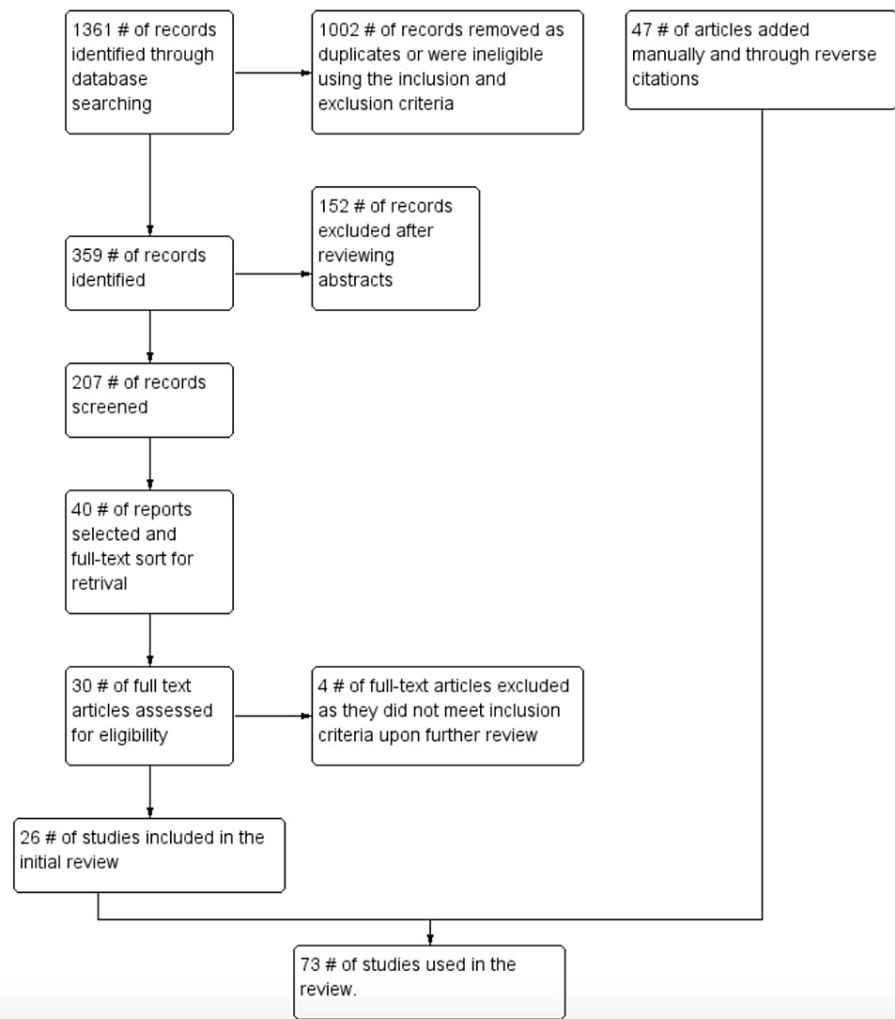 1361 # of records
identified through
database
searching
1002 # of records removed as
duplicates or were ineligible
using the inclusion and
exclusion criteria
47 # of articles added
manually and through reverse
citations
152 # of records
excluded after
reviewing
abstracts
359 # of records
identified
207 # of records
screened
40 # of reports
selected and
full-text sort for
retrival
30 # of full text
articles assessed
for eligibility
4 # of full-text articles excluded
as they did not meet inclusion
criteria upon further review
26 # of studies included in the
initial review
73 # of studies used in the
review.